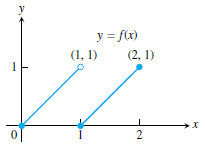 y
y = f(x)
(1, 1) (2, 1)
1
0 1 2 x